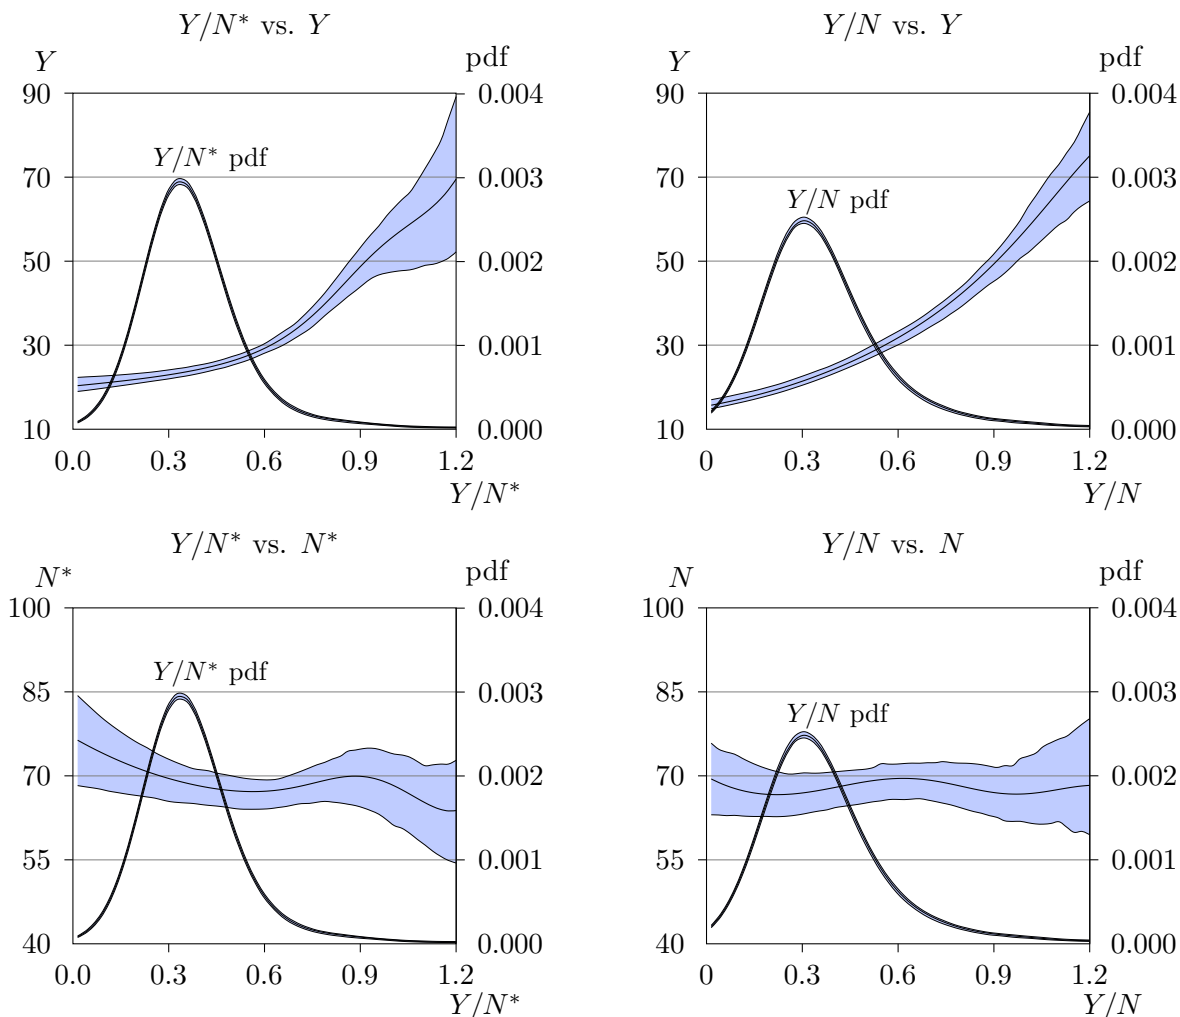 Y/N* vs. Y
Y pdf
90 0.004
Y/N* pdf
70 0.003
50 0.002
30 0.001
10 0.000
0.0 0.3 0.6 0.9 1.2
Y/N*
Y/N vs. Y
Y pdf
90 0.004
70 0.003
Y/N pdf
50 0.002
30 0.001
10 0.000
0 0.3 0.6 0.9 1.2
Y/N
Y/N* vs. N*
N* pdf
100 0.004
Y/N* pdf
85 0.003
70 0.002
55 0.001
40 0.000
0.0 0.3 0.6 0.9 1.2
Y/N*
Y/N vs. N
N pdf
100 0.004
85 0.003
Y/N pdf
70 0.002
55 0.001
40 0.000
0 0.3 0.6 0.9 1.2
Y/N